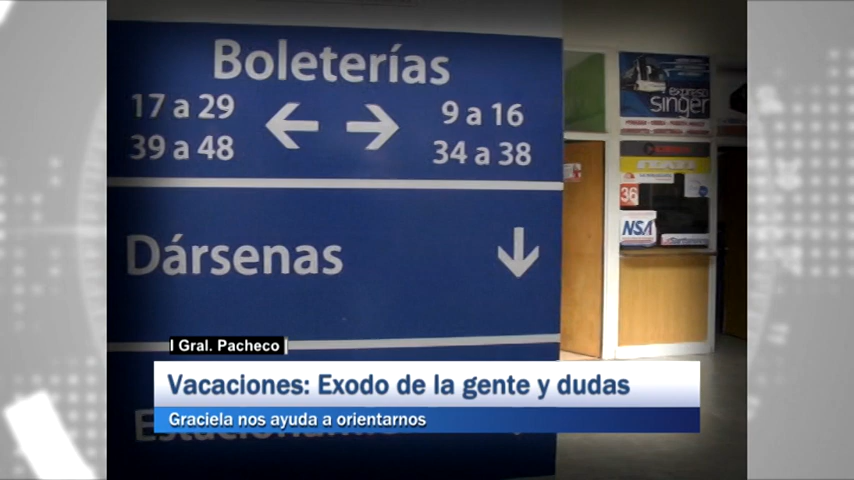 Boleterías
17 a 29
9 a 16
39 a 48
34 a 38
Dársenas
expreso
singer
36
NSA
Gral. Pacheco
Vacaciones: Exodo de la gente y dudas
Graciela nos ayuda a orientarnos